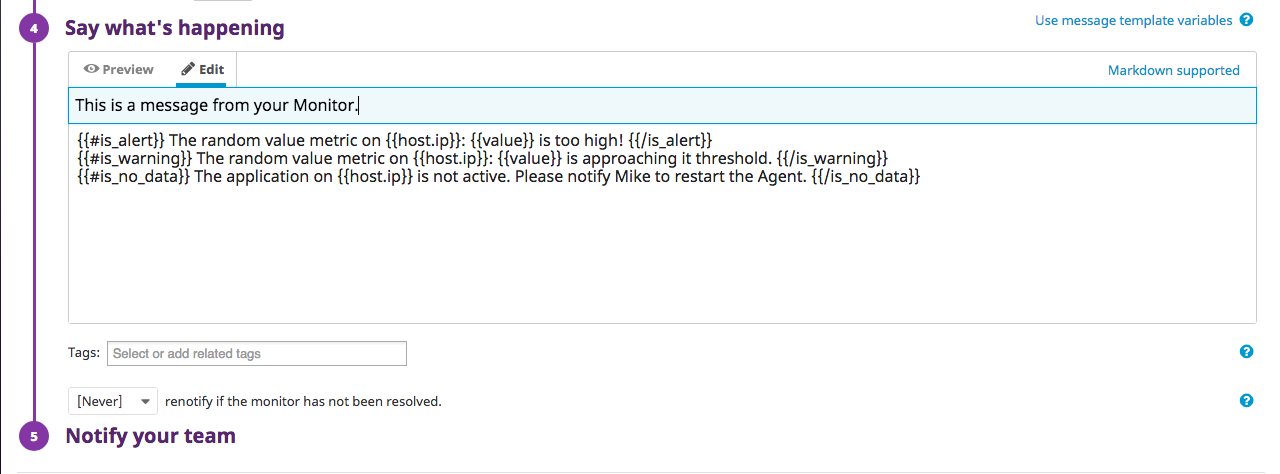 4 Say what's happening
Use message template variables ?
Preview
Edit
Markdown supported
This is a message from your Monitor.
{{#is_alert}} The random value metric on {{host.ip}}: {{value}} is too high! {{/is_alert}}
{{#is_warning}} The random value metric on {{host.ip}}: {{value}} is approaching it threshold. {{/is_warning}}
{{#is_no_data}} The application on {{host.ip}} is not active. Please notify Mike to restart the Agent. {{/is_no_data}}
Tags: Select or add related tags ?
[Never] renotify if the monitor has not been resolved. ?
5 Notify your team